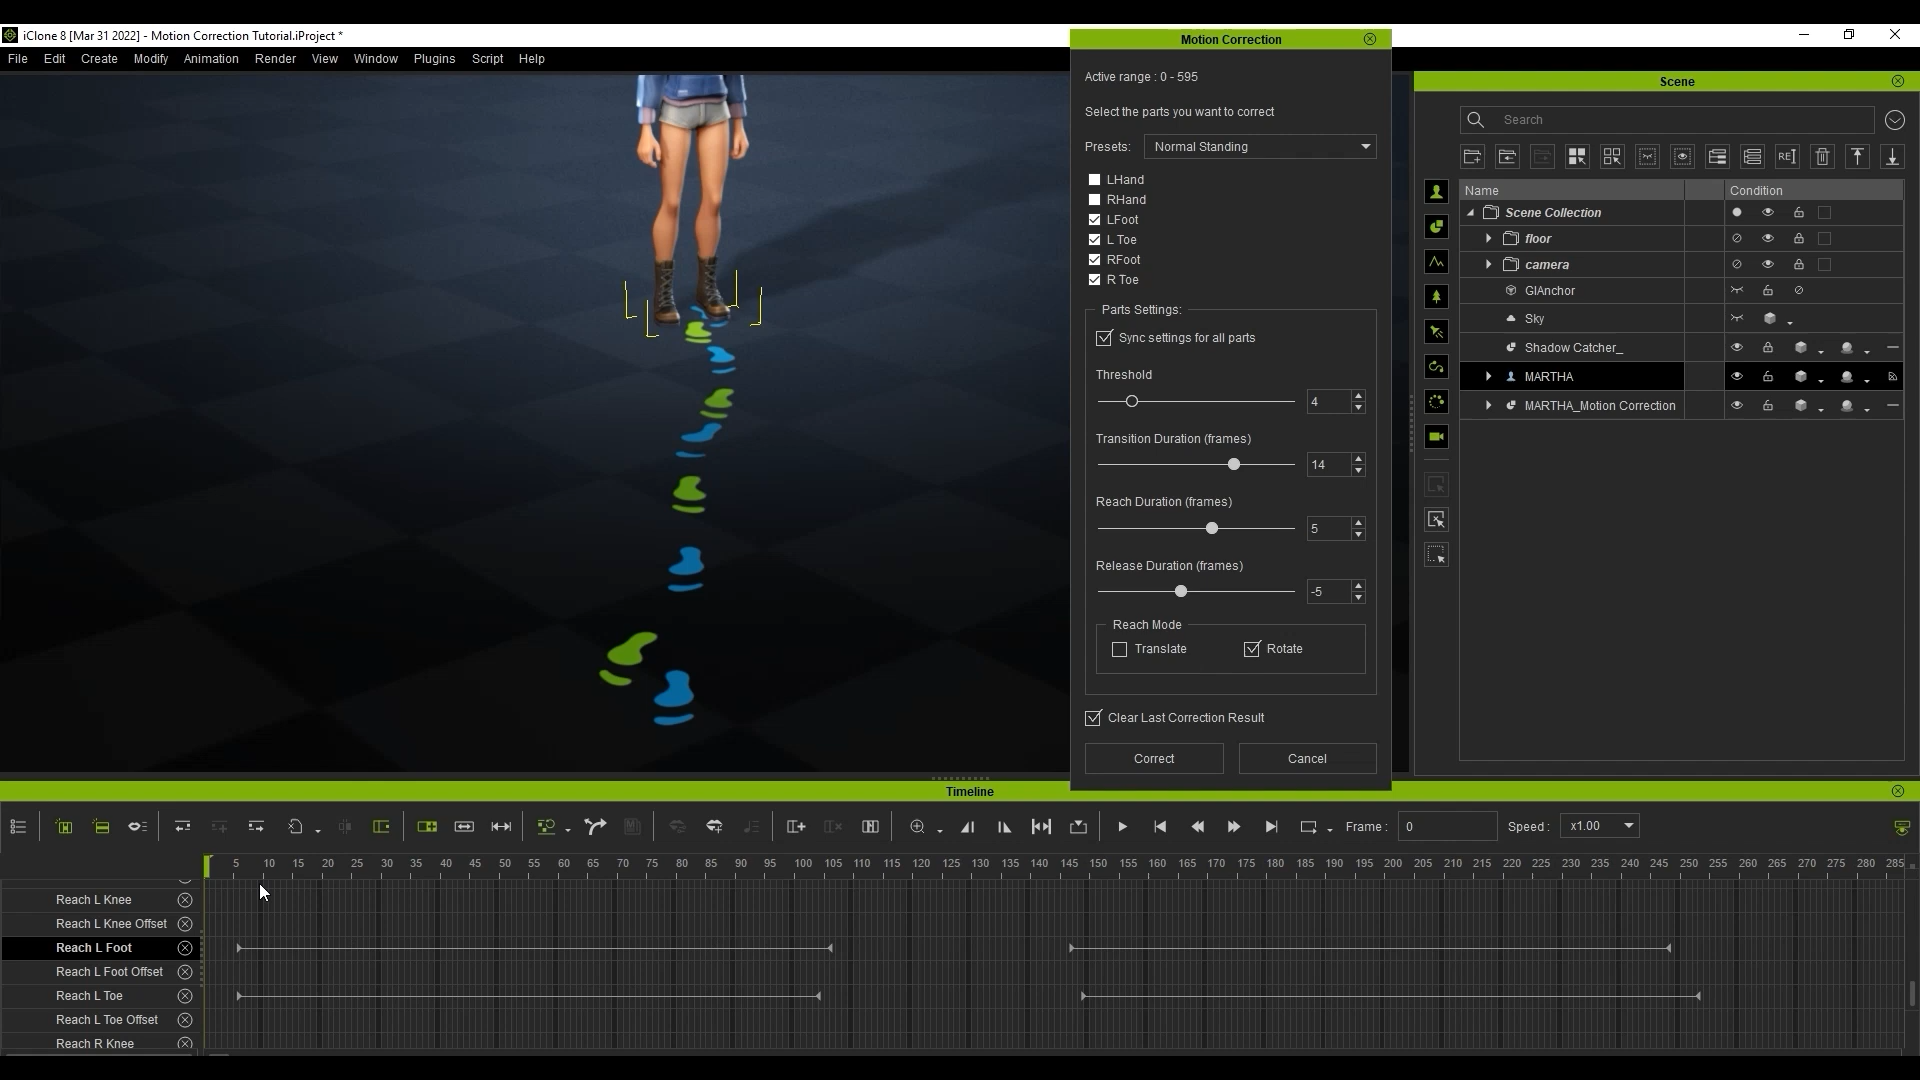 iClone 8 [Mar 31 2022] - Motion Correction Tutorial.iProject *
File Edit Create Modify Animation Render View Window Plugins Script Help
Motion Correction
Active range : 0 - 595
Select the parts you want to correct
Presets: Normal Standing
LHand
RHand
LFoot
L Toe
RFoot
R Toe
Parts Settings:
Sync settings for all parts
Threshold
4
Transition Duration (frames)
14
Reach Duration (frames)
5
Release Duration (frames)
-5
Reach Mode
Translate Rotate
Clear Last Correction Result
Correct Cancel
Scene
Search
RE
Name Condition
Scene Collection
floor
camera
GIAnchor
Sky
Shadow Catcher_
MARTHA
MARTHA_Motion Correction
Timeline
Frame : 0 Speed : x1.00
5 10 15 20 25 30 35 40 45 50 55 60 65 70 75 80 85 90 95 100 105 110 115 120 125 130 135 140 145 150 155 160 165 170 175 180 185 190 195 200 205 210 215 220 225 230 235 240 245 250 255 260 265 270 275 280 285
Reach L Knee
Reach L Knee Offset
Reach L Foot
Reach L Foot Offset
Reach L Toe
Reach L Toe Offset
Reach R Knee